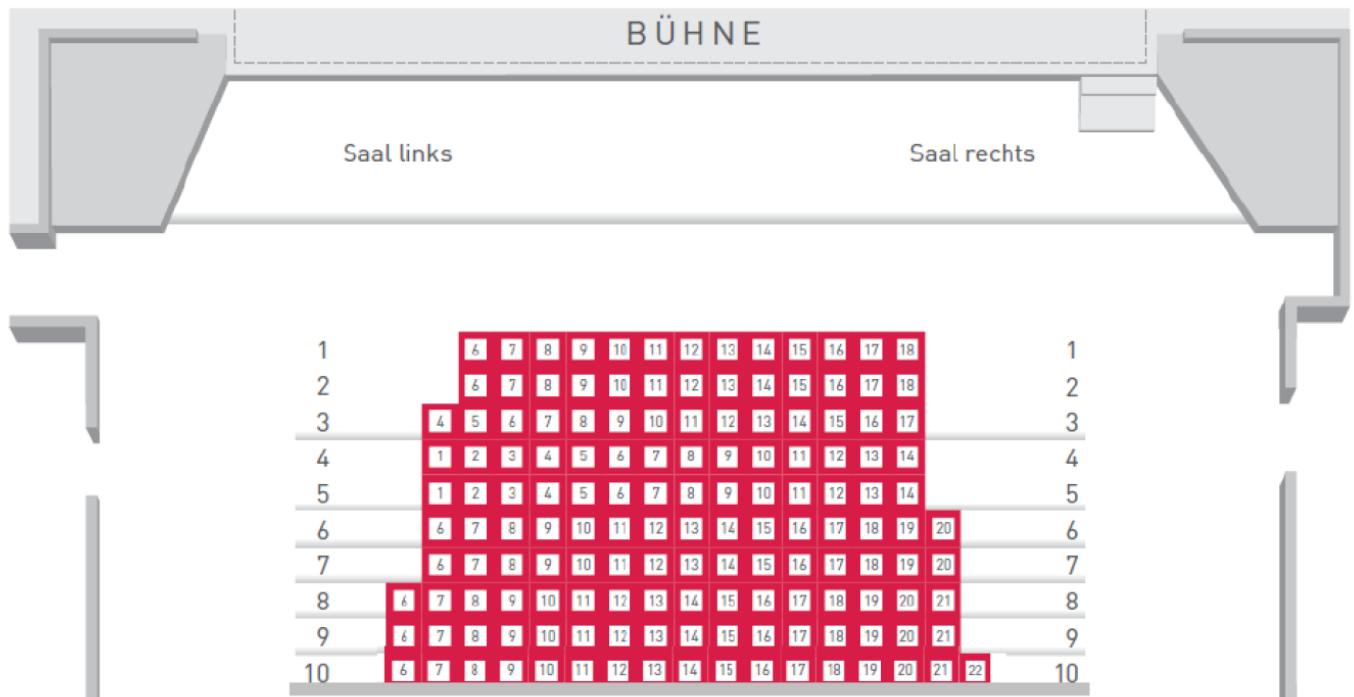 BÜHNE
Saal links Saal rechts
1 6 7 8 9 10 11 12 13 14 15 16 17 18 1
2 6 7 8 9 10 11 12 13 14 15 16 17 18 2
3 4 5 6 7 8 9 10 11 12 13 14 15 16 17 3
4 1 2 3 4 5 6 7 8 9 10 11 12 13 14 4
5 1 2 3 4 5 6 7 8 9 10 11 12 13 14 5
6 6 7 8 9 10 11 12 13 14 15 16 17 18 19 20 6
7 6 7 8 9 10 11 12 13 14 15 16 17 18 19 20 7
8 6 7 8 9 10 11 12 13 14 15 16 17 18 19 20 21 8
9 6 7 8 9 10 11 12 13 14 15 16 17 18 19 20 21 9
10 6 7 8 9 10 11 12 13 14 15 16 17 18 19 20 21 22 10